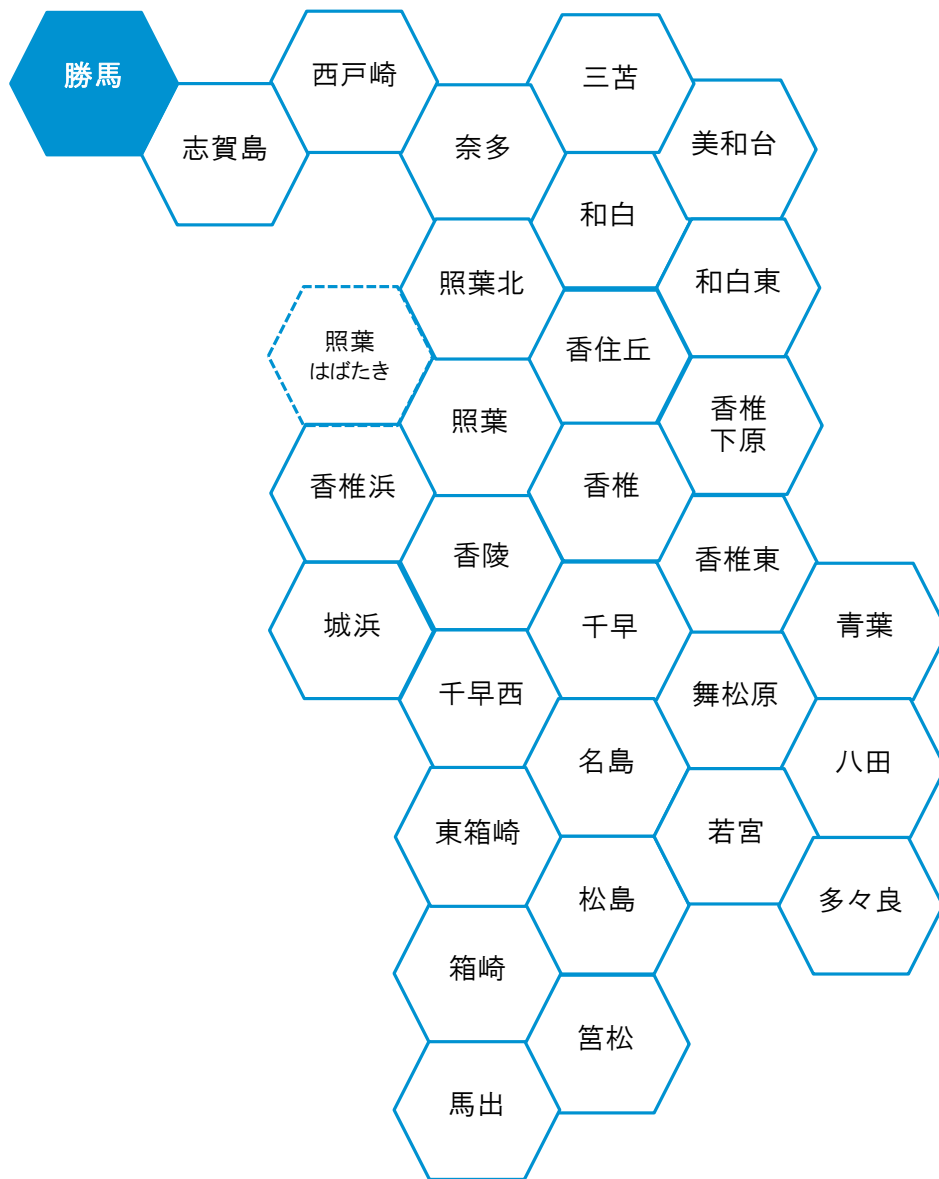 勝馬
西戸崎
三苫
志賀島
奈多
美和台
和白
照葉北
和白東
照葉
はばたき
香住丘
照葉
香椎
下原
香椎浜
香椎
香陵
香椎東
城浜
千早
青葉
千早西
舞松原
名島
八田
東箱崎
若宮
松島
多々良
箱崎
筥松
馬出